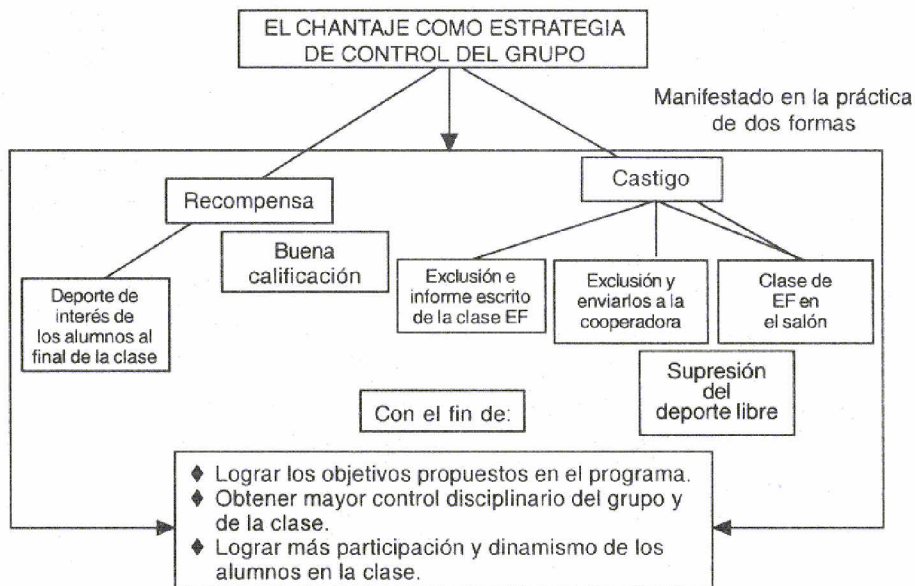 EL CHANTAJE COMO ESTRATEGIA
DE CONTROL DEL GRUPO
Manifestado en la práctica
de dos formas
Recompensa
Castigo
Buena
calificación
Deporte de
interés de
los alumnos al
final de la clase
Exclusión e
informe escrito
de la clase EF
Exclusión y
enviarlos a la
cooperadora
Clase de
EF en
el salón
Supresión
del
deporte libre
Con el fin de:
♦ Lograr los objetivos propuestos en el programa.
♦ Obtener mayor control disciplinario del grupo y
de la clase.
♦ Lograr más participación y dinamismo de los
alumnos en la clase.